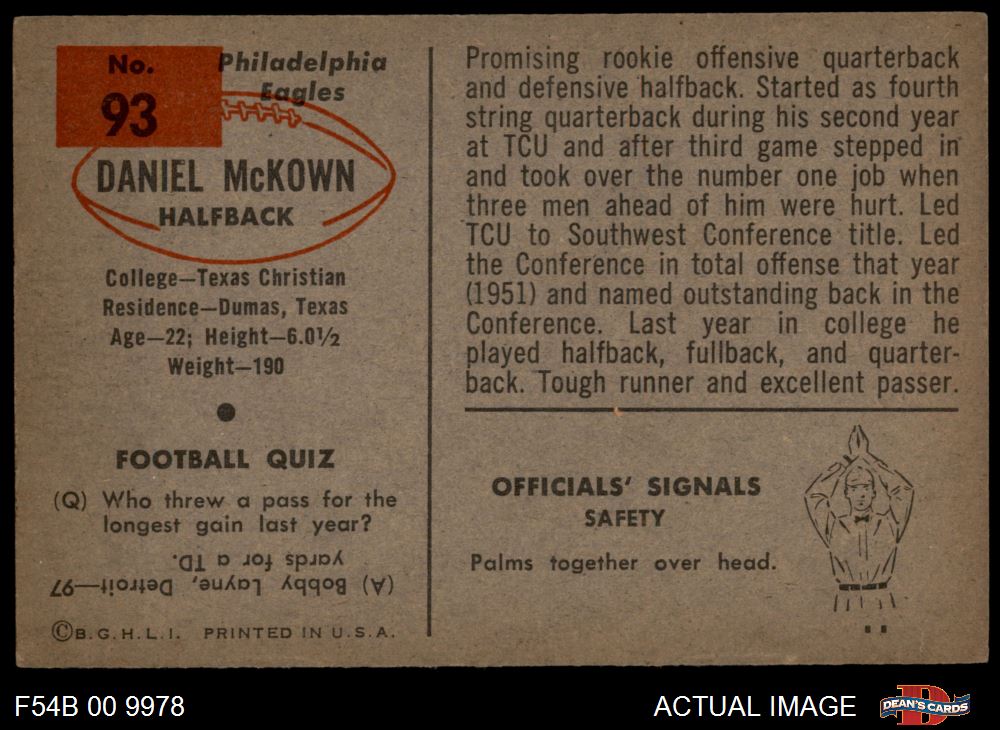 No.
93
Philadelphia
Eagles
DANIEL McKOWN
HALFBACK
College—Texas Christian
Residence—Dumas, Texas
Age—22; Height—6.0½
Weight—190
FOOTBALL QUIZ
(Q) Who threw a pass for the
longest gain last year?
(A) Bobby Layne, Detroit—97
yards for a TD.
©B.G.H.L.I. PRINTED IN U.S.A.
Promising rookie offensive quarterback
and defensive halfback. Started as fourth
string quarterback during his second year
at TCU and after third game stepped in
and took over the number one job when
three men ahead of him were hurt. Led
TCU to Southwest Conference title. Led
the Conference in total offense that year
(1951) and named outstanding back in the
Conference. Last year in college he
played halfback, fullback, and quarter-
back. Tough runner and excellent passer.
OFFICIALS' SIGNALS
SAFETY
Palms together over head.
F54B 00 9978
ACTUAL IMAGE
D
DEAN'S CARDS